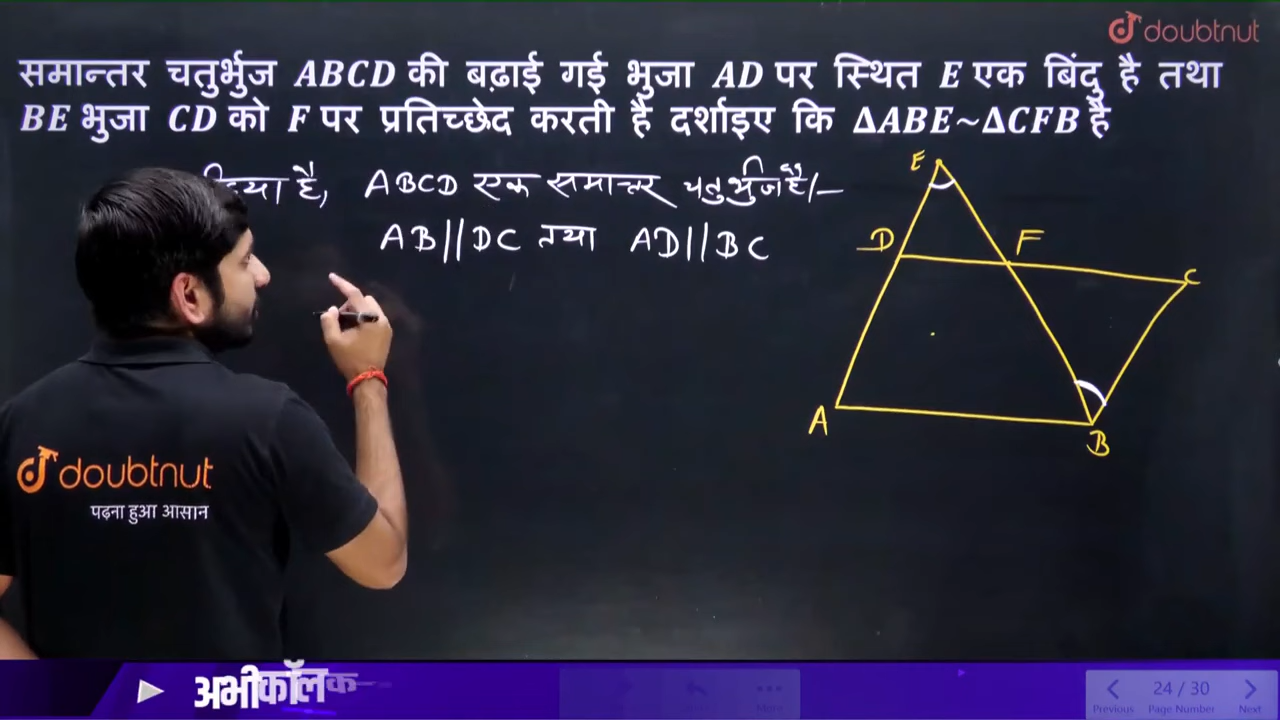 doubtnut
समान्तर चतुर्भुज ABCD की बढ़ाई गई भुजा AD पर स्थित E एक बिंदु है तथा
BE भुजा CD को F पर प्रतिच्छेद करती है दर्शाइए कि ΔABE~ΔCFB है
है, ABCD एक समान्तर चतुर्भुज है।-
AB||DC तथा AD||BC
E
D F C
A B
doubtnut
पढ़ना हुआ आसान
अभी कॉल क
24 / 30
Previous Page Number Next